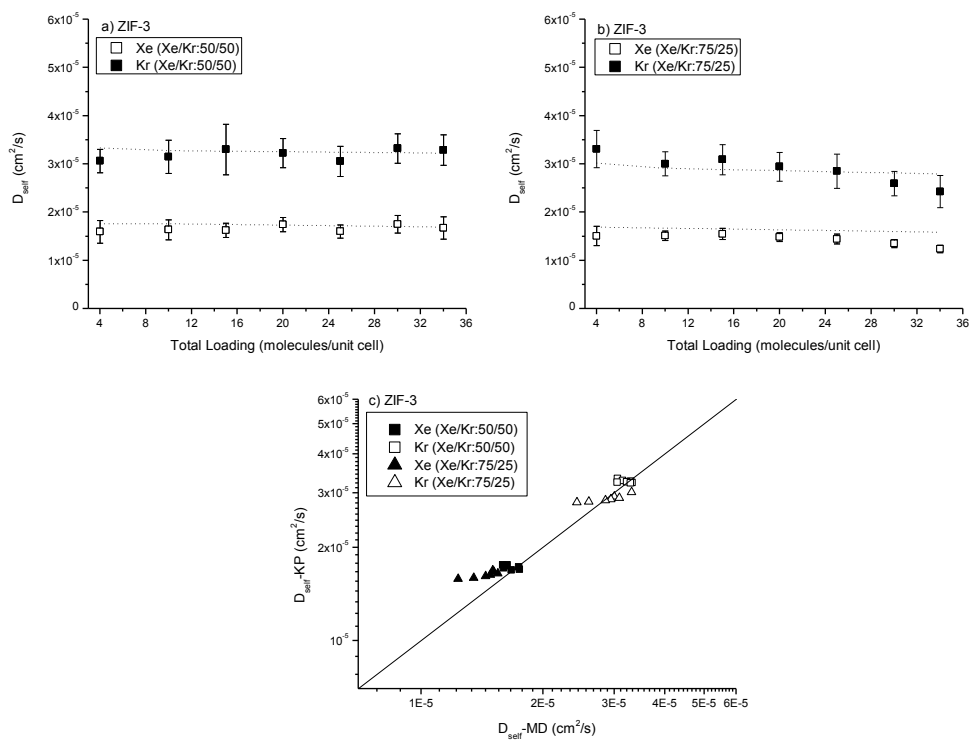 a) ZIF-3
Xe (Xe/Kr:50/50)
Kr (Xe/Kr:50/50)
6x10⁻⁵
5x10⁻⁵
4x10⁻⁵
3x10⁻⁵
2x10⁻⁵
1x10⁻⁵
0
D_self (cm²/s)
4 8 12 16 20 24 28 32 36
Total Loading (molecules/unit cell)
b) ZIF-3
Xe (Xe/Kr:75/25)
Kr (Xe/Kr:75/25)
6x10⁻⁵
5x10⁻⁵
4x10⁻⁵
3x10⁻⁵
2x10⁻⁵
1x10⁻⁵
0
D_self (cm²/s)
4 8 12 16 20 24 28 32 36
Total Loading (molecules/unit cell)
c) ZIF-3
Xe (Xe/Kr:50/50)
Kr (Xe/Kr:50/50)
Xe (Xe/Kr:75/25)
Kr (Xe/Kr:75/25)
6x10⁻⁵
5x10⁻⁵
4x10⁻⁵
3x10⁻⁵
2x10⁻⁵
10⁻⁵
D_self-KP (cm²/s)
1E-5 2E-5 3E-5 4E-5 5E-5 6E-5
D_self-MD (cm²/s)